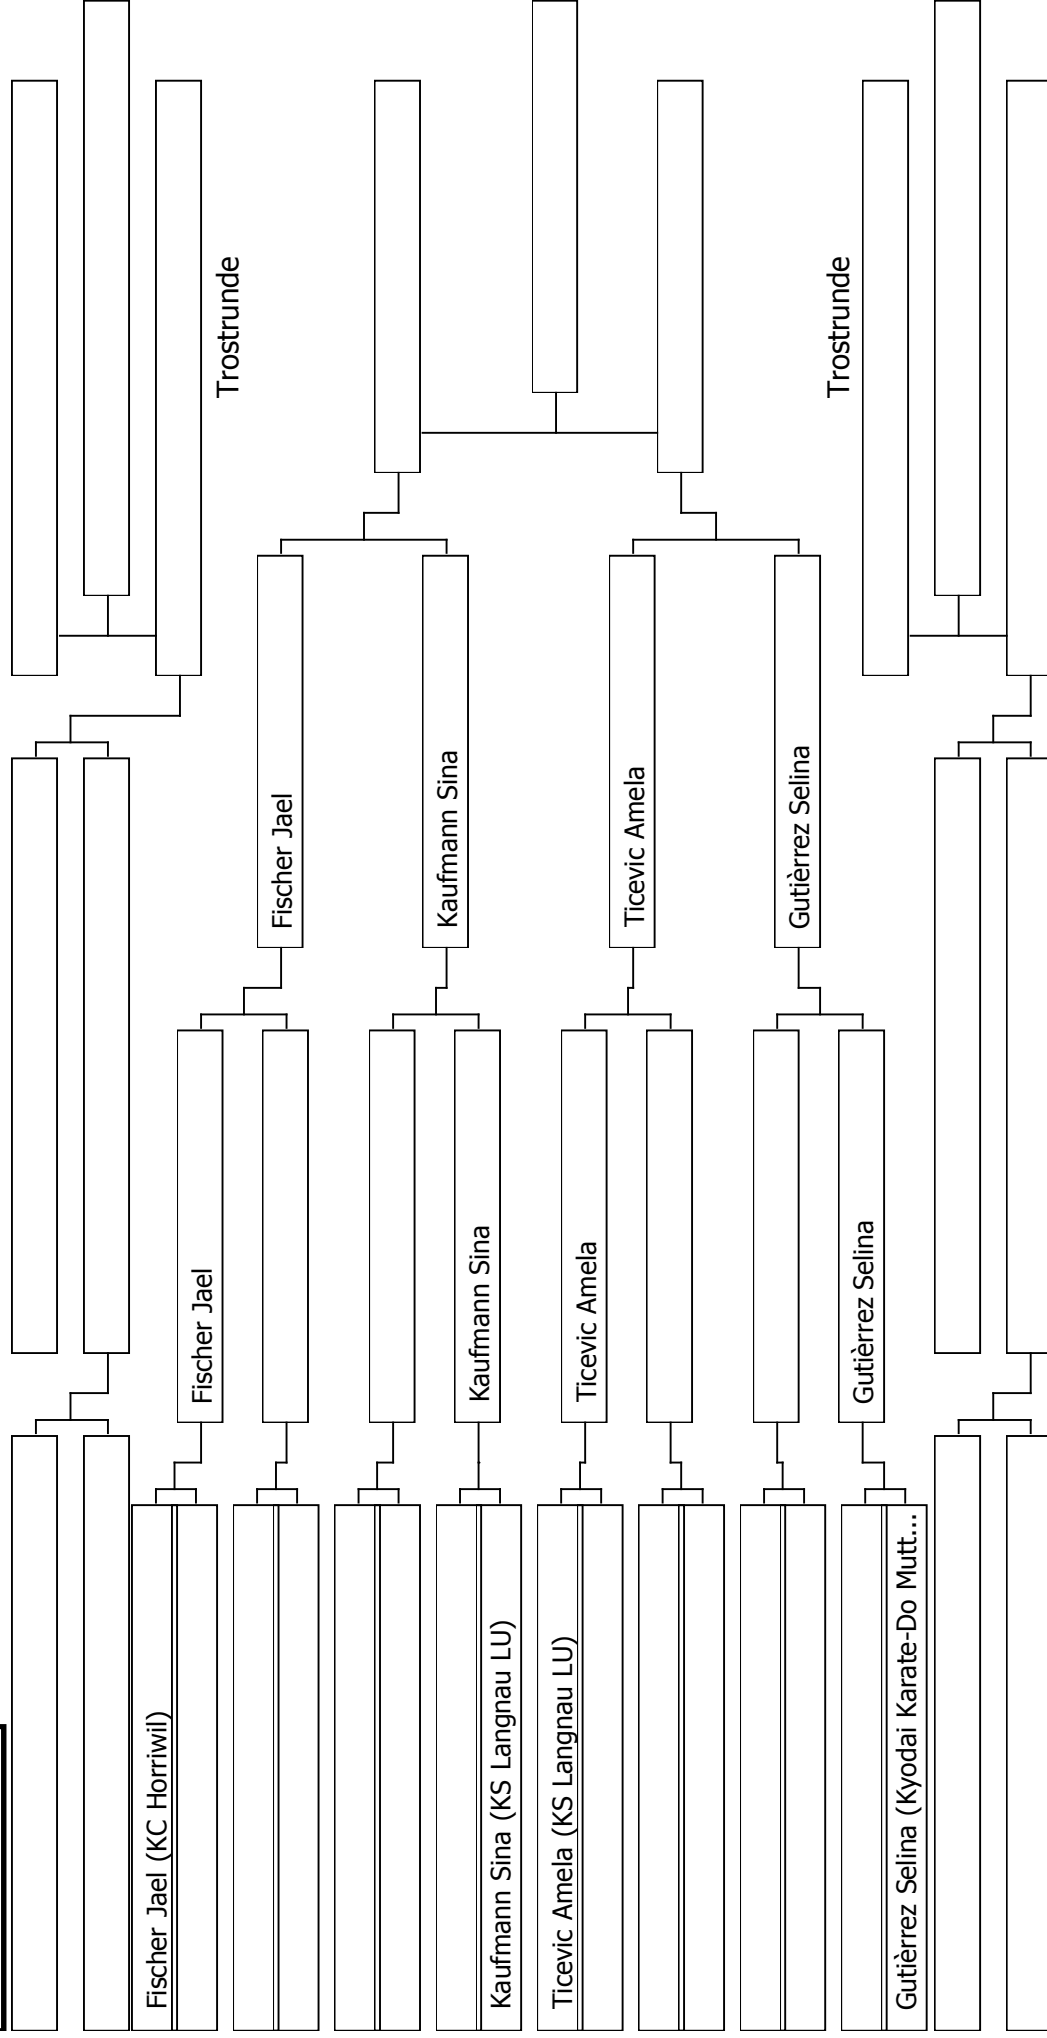 Fischer Jael (KC Horriwil)
Kaufmann Sina (KS Langnau LU)
Ticevic Amela (KS Langnau LU)
Gutièrrez Selina (Kyodai Karate-Do Mutt...
Fischer Jael
Kaufmann Sina
Ticevic Amela
Gutièrrez Selina
Fischer Jael
Kaufmann Sina
Ticevic Amela
Gutièrrez Selina
Trostrunde
Trostrunde